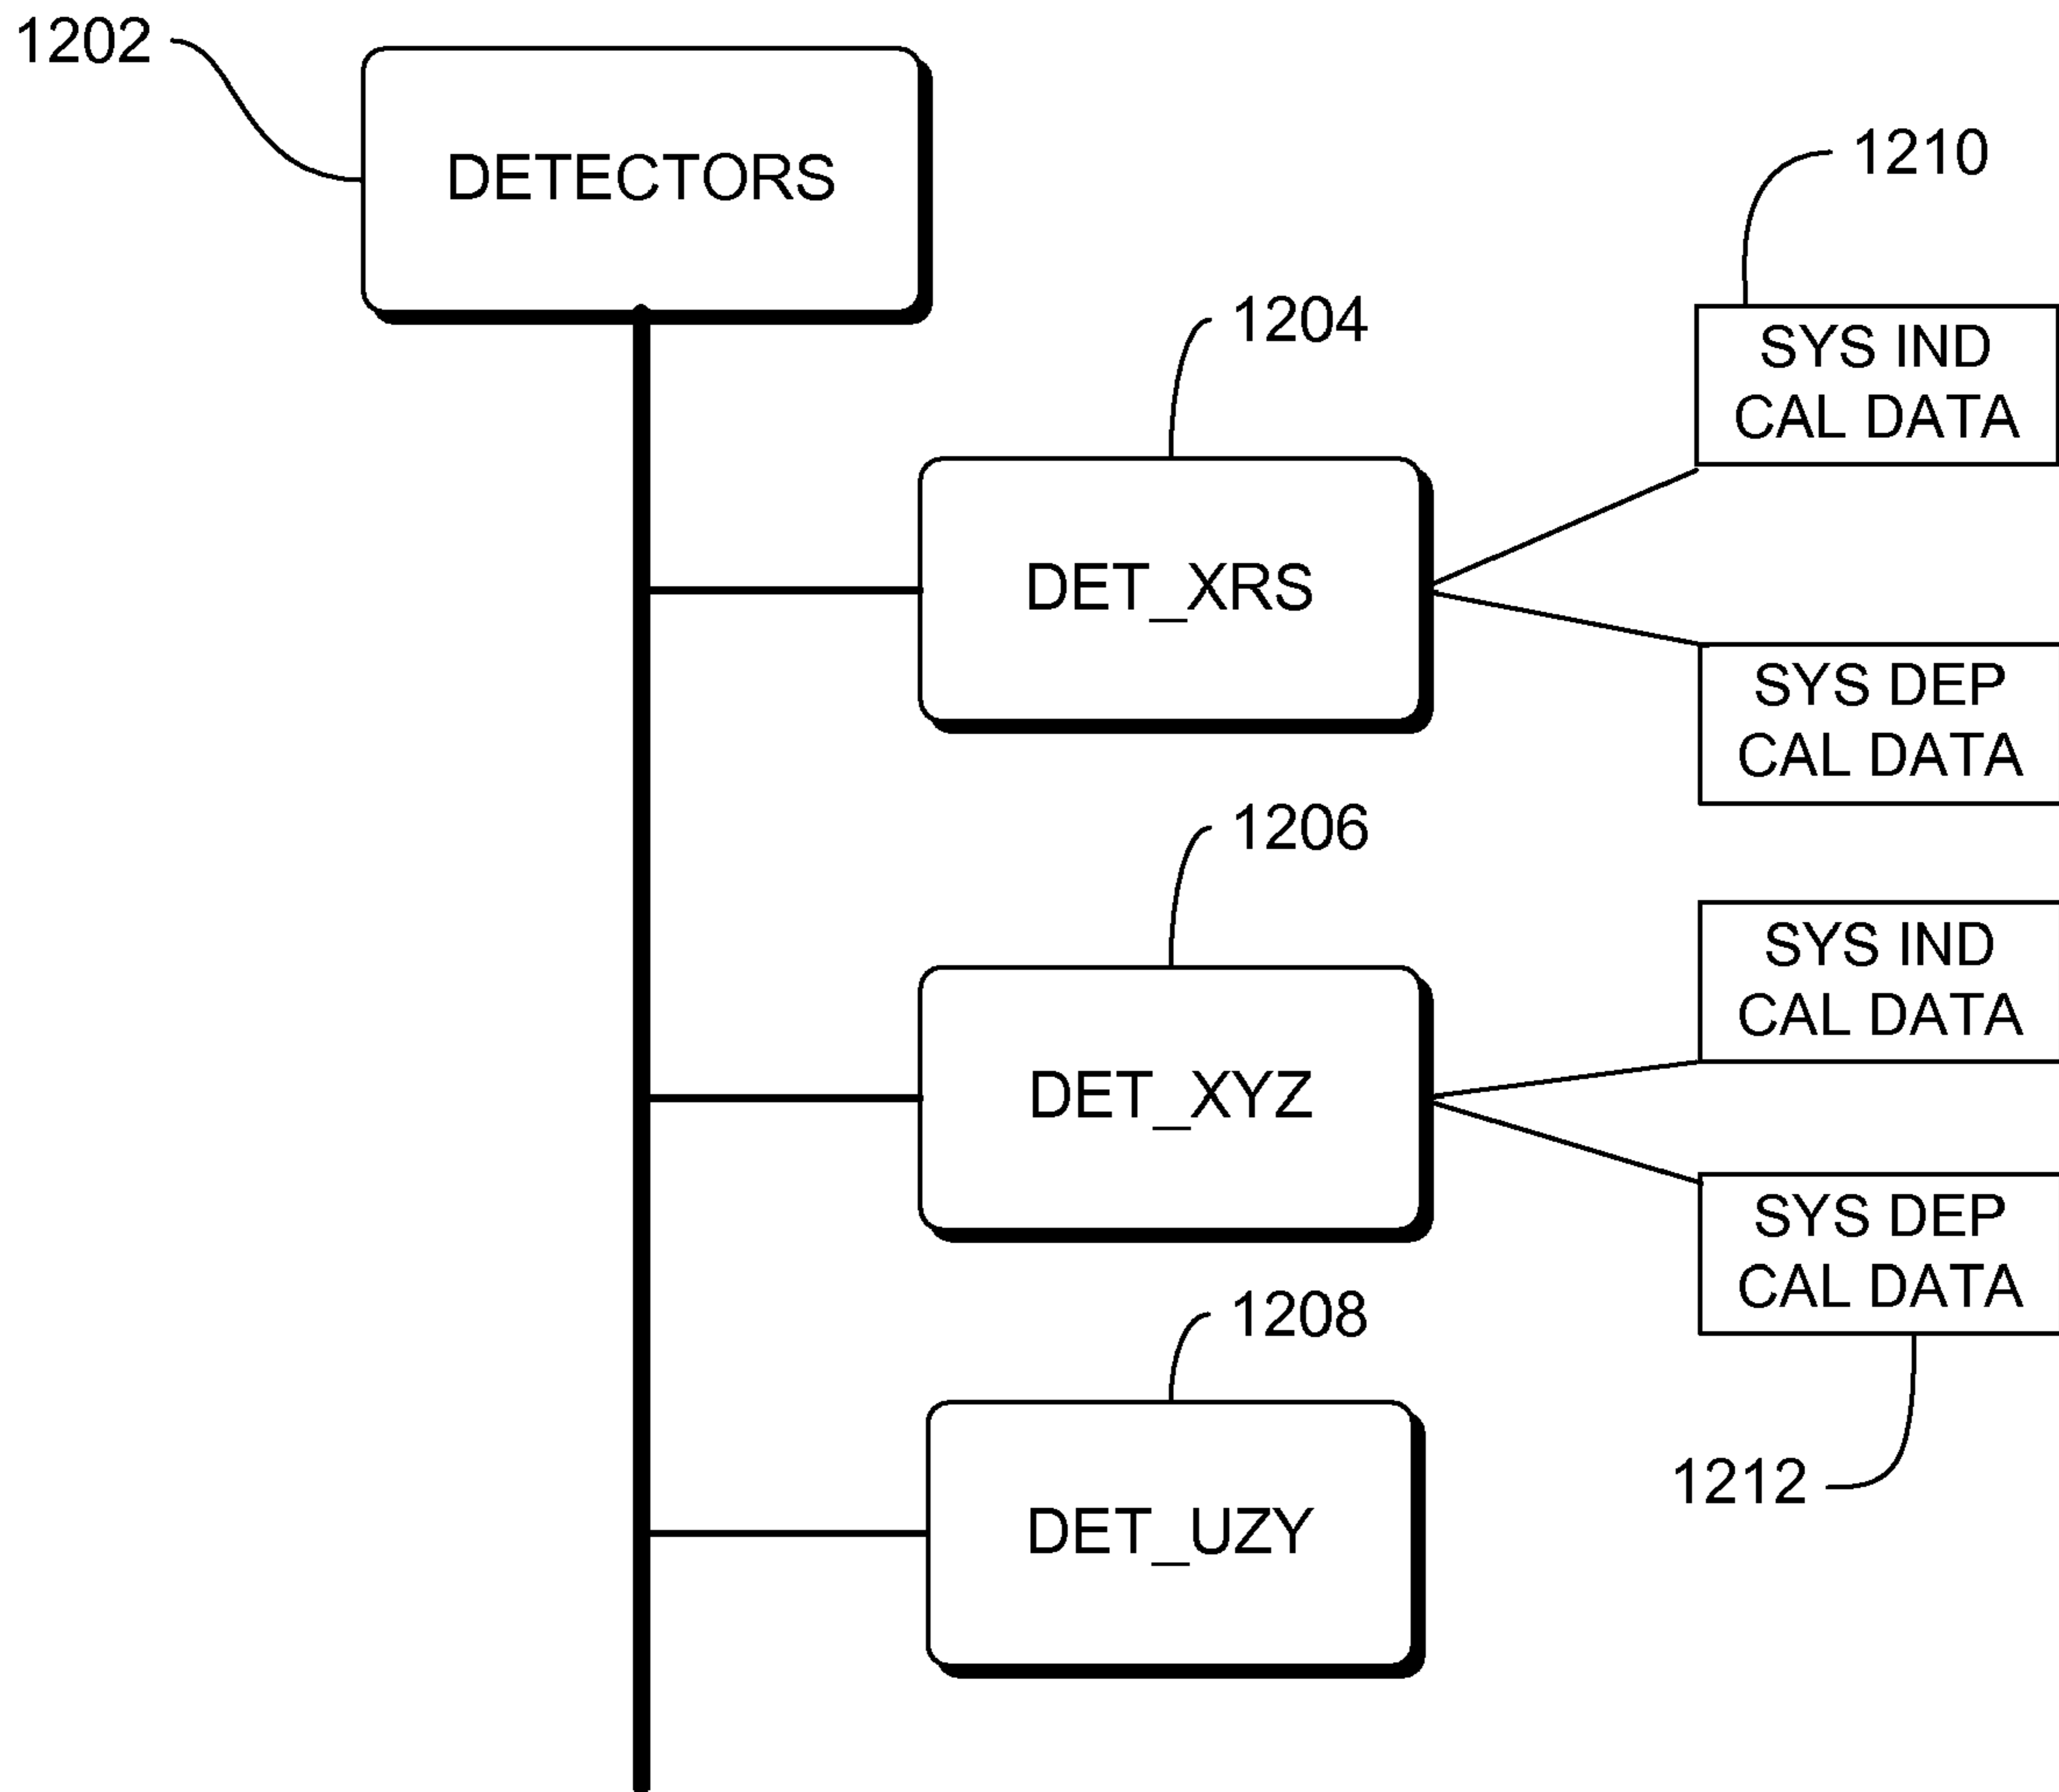 1202
DETECTORS
1210
SYS IND
CAL DATA
1204
DET_XRS
SYS DEP
CAL DATA
1206
SYS IND
CAL DATA
DET_XYZ
SYS DEP
CAL DATA
1208
1212
DET_UZY